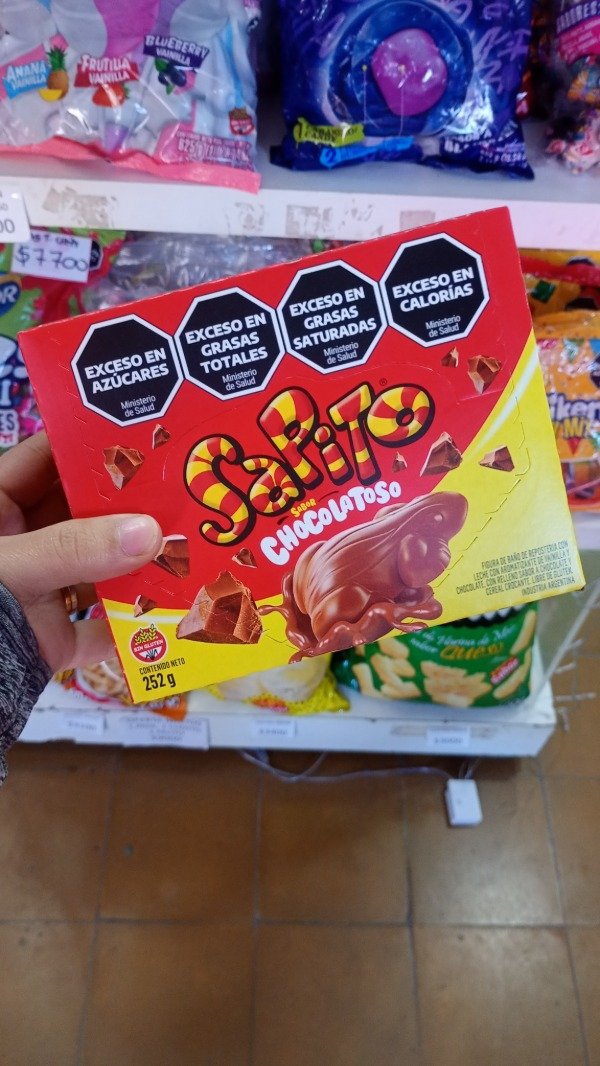 ANANA
VAINILLA
FRUTILLA
VAINILLA
BLUEBERRY
VAINILLA
$7700
EXCESO EN
AZÚCARES
Ministerio
de Salud
EXCESO EN
GRASAS
TOTALES
Ministerio
de Salud
EXCESO EN
GRASAS
SATURADAS
Ministerio
de Salud
EXCESO EN
CALORÍAS
Ministerio
de Salud
SAPITO
SABOR
CHOCOLATOSO
FIGURA DE BAÑO DE REPOSTERÍA CON
LECHE CON AROMATIZANTE DE VAINILLA Y
CHOCOLATE, CON RELLENO SABOR A CHOCOLATE Y
CEREAL CROCANTE. LIBRE DE GLUTEN.
INDUSTRIA ARGENTINA
SIN GLUTEN
CONTENIDO NETO
252 g
QUESO